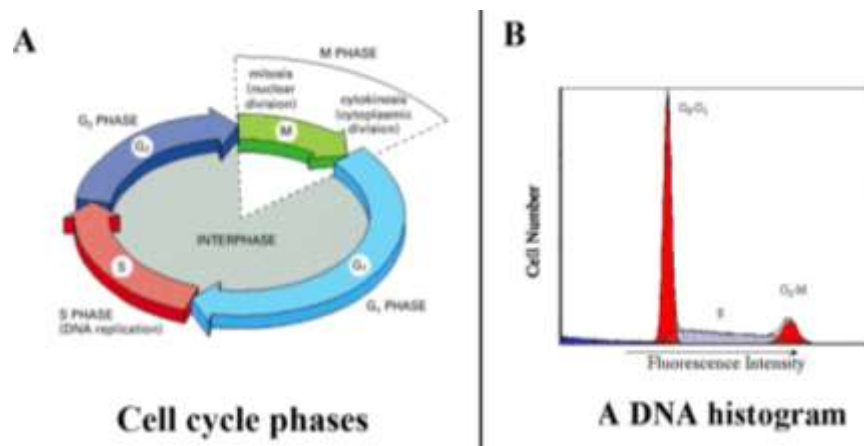 A
M PHASE
mitosis
(nuclear
division)
cytokinesis
(cytoplasmic
division)
G₂ PHASE
G₂
M
INTERPHASE
S
G₁
S PHASE
(DNA replication)
G₁ PHASE
Cell cycle phases
B
G₀-G₁
Cell Number
S
G₂-M
Fluorescence Intensity
A DNA histogram